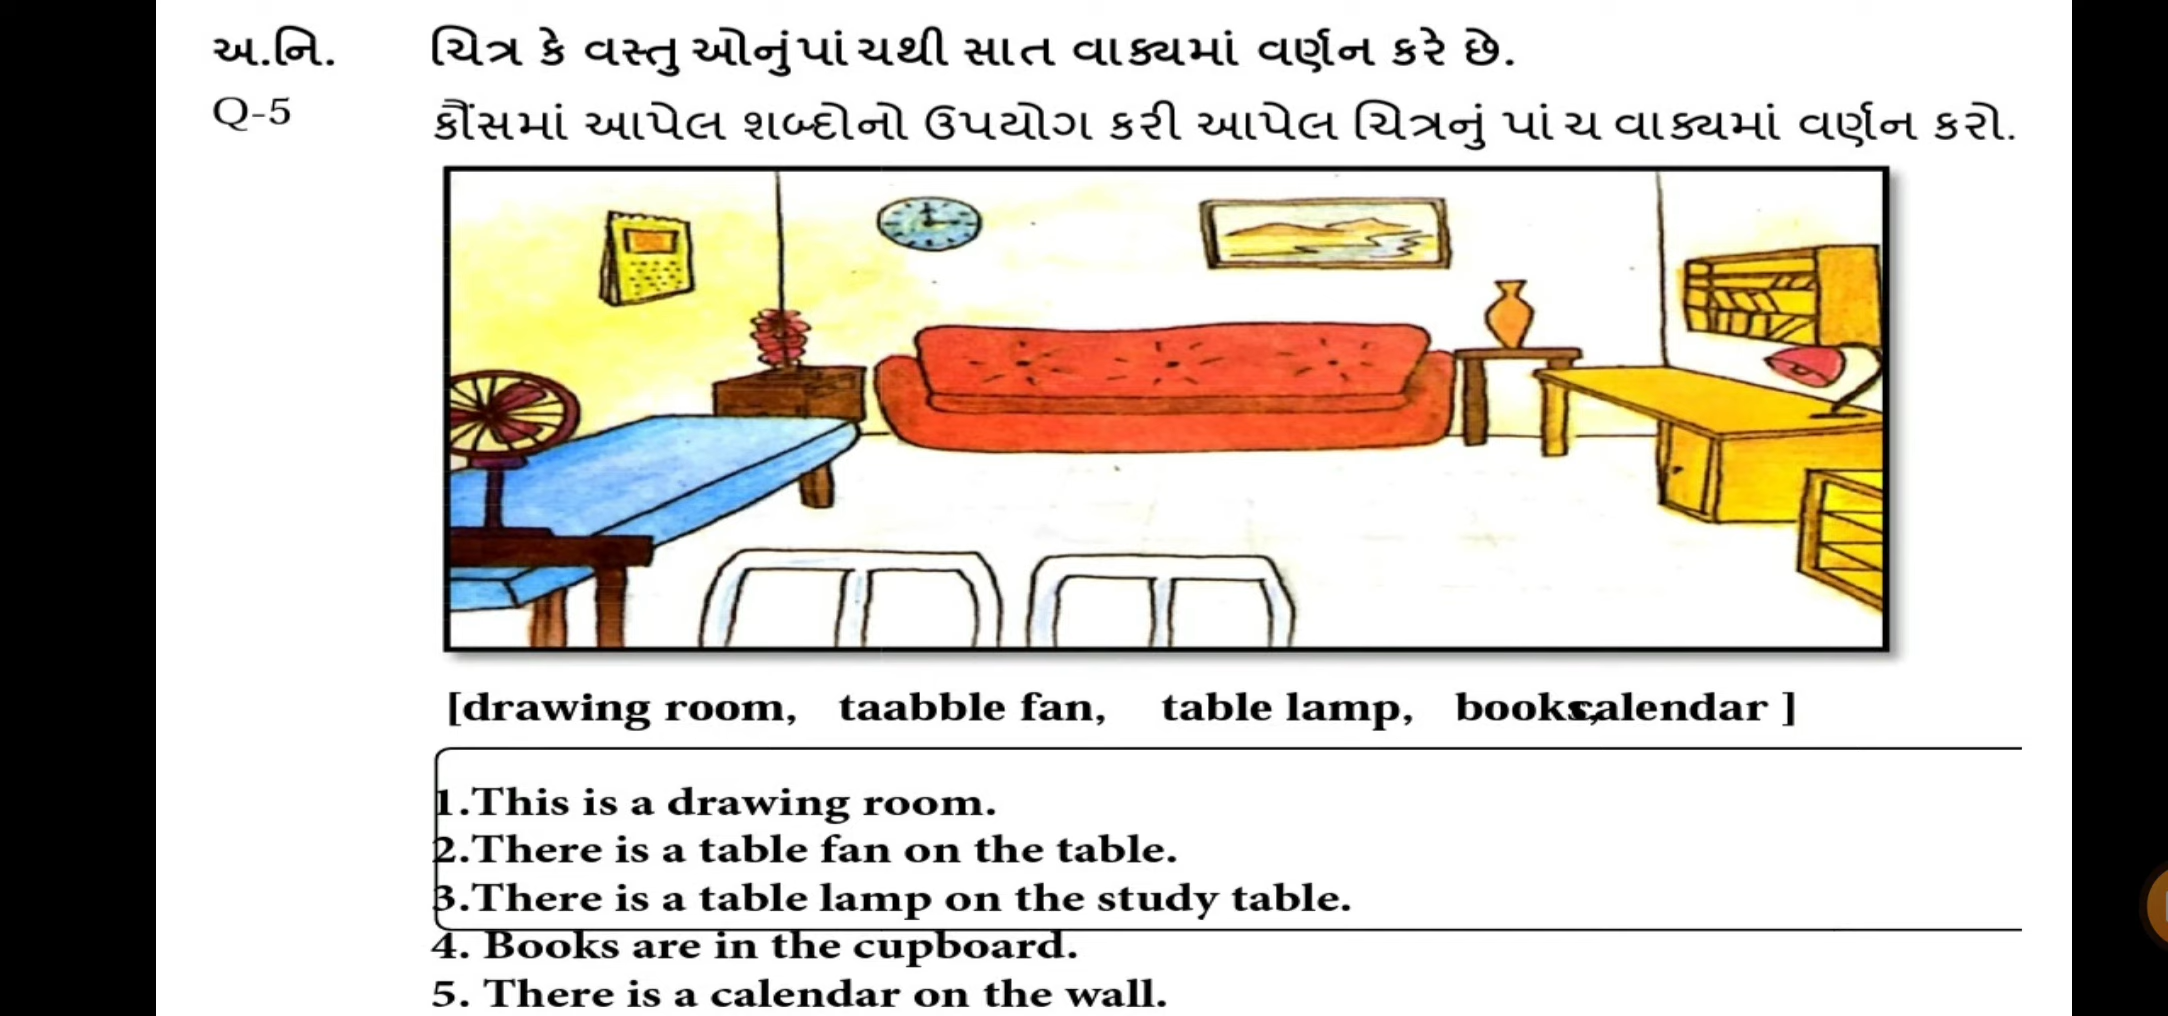 અ.નિ. ચિત્ર કે વસ્તુઓનુંપાંચથી સાત વાક્યમાં વર્ણન કરે છે.
Q-5 કૌંસમાં આપેલ શબ્દોનો ઉપયોગ કરી આપેલ ચિત્રનું પાંચ વાક્યમાં વર્ણન કરો.
[drawing room, taabble fan, table lamp, books, calendar ]
1.This is a drawing room.
2.There is a table fan on the table.
3.There is a table lamp on the study table.
4. Books are in the cupboard.
5. There is a calendar on the wall.